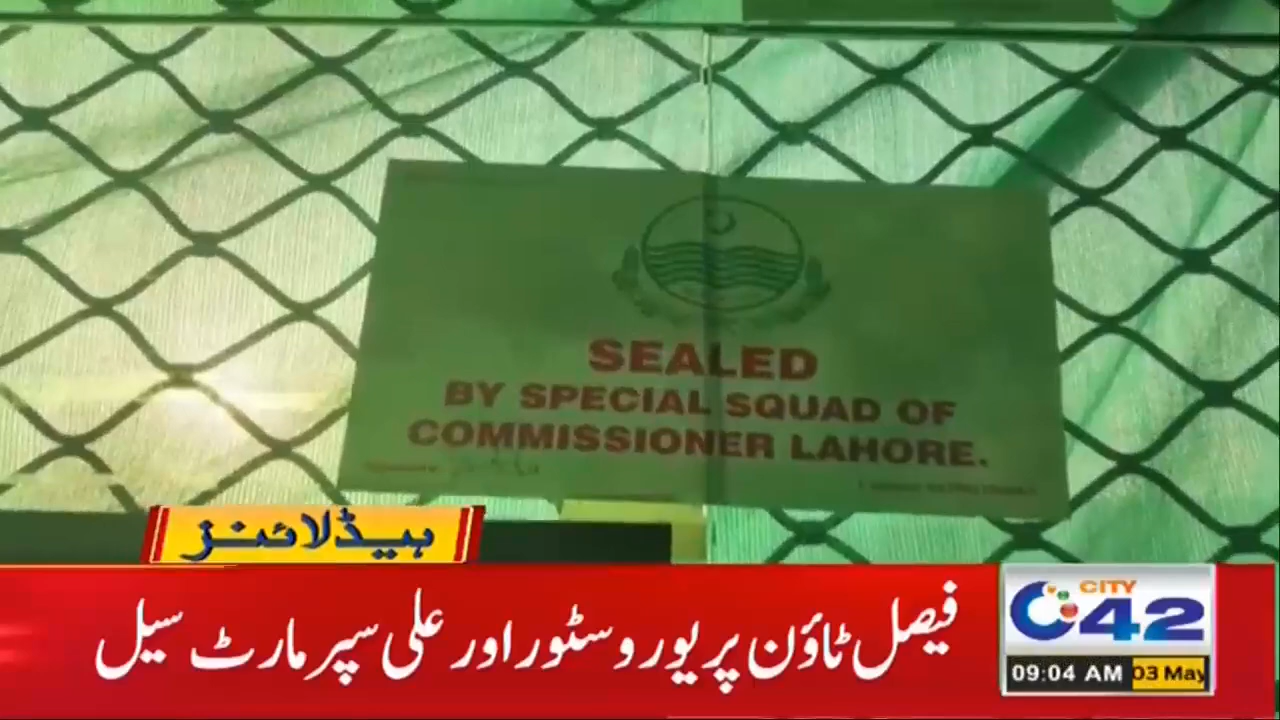 SEALED
BY SPECIAL SQUAD OF
COMMISSIONER LAHORE.
ہیڈلائنز
فیصل ٹاؤن پر یورو سٹور اور علی سپر مارٹ سیل
CITY
42
09:04 AM 03 May